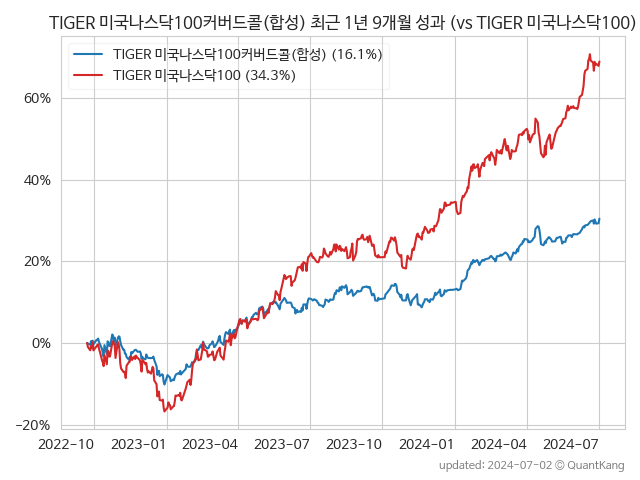 TIGER 미국나스닥100커버드콜(합성) 최근 1년 9개월 성과 (vs TIGER 미국나스닥100)
TIGER 미국나스닥100커버드콜(합성) (16.1%)
TIGER 미국나스닥100 (34.3%)
60%
40%
20%
0%
−20%
2022-10 2023-01 2023-04 2023-07 2023-10 2024-01 2024-04 2024-07
updated: 2024-07-02 © QuantKang